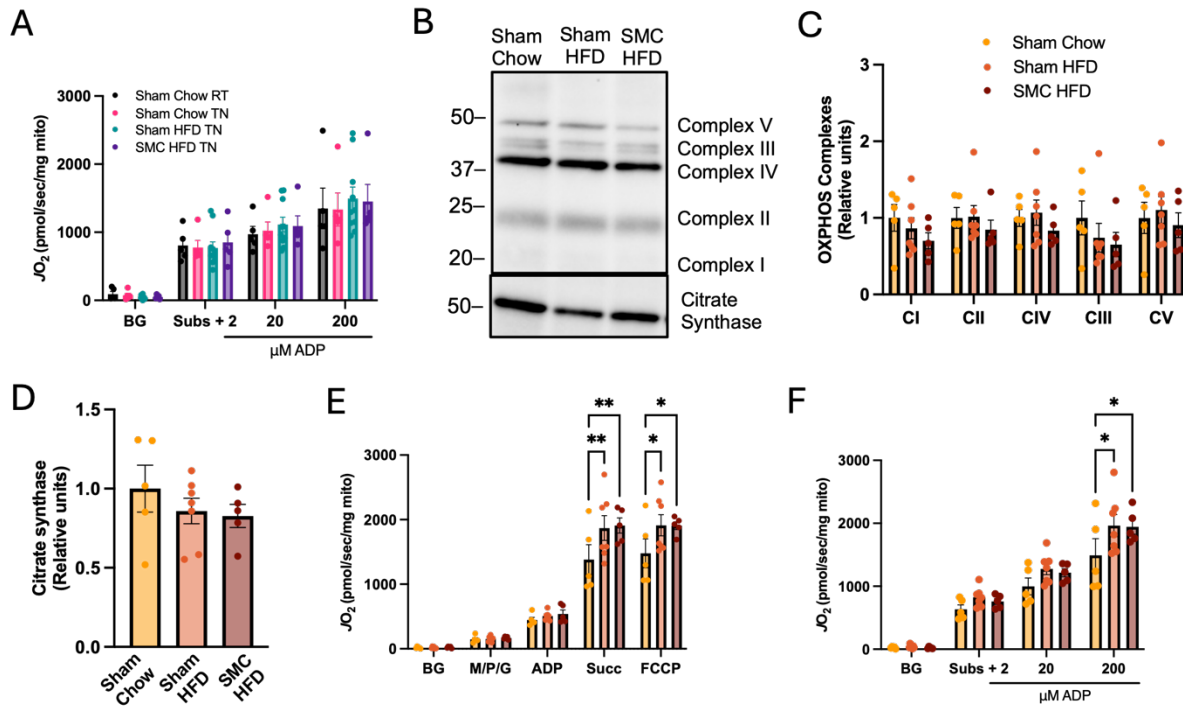 A
JO₂ (pmol/sec/mg mito)
3000
2000
1000
0
Sham Chow RT
Sham Chow TN
Sham HFD TN
SMC HFD TN
BG
Subs + 2
20
200
μM ADP
B
Sham Chow
Sham HFD
SMC HFD
50–
37–
25–
20–
50–
Complex V
Complex III
Complex IV
Complex II
Complex I
Citrate
Synthase
C
Sham Chow
Sham HFD
SMC HFD
OXPHOS Complexes
(Relative units)
3
2
1
0
CI
CII
CIV
CIII
CV
D
Citrate synthase
(Relative units)
1.5
1.0
0.5
0.0
Sham Chow
Sham HFD
SMC HFD
E
JO₂ (pmol/sec/mg mito)
3000
2000
1000
0
**
**
*
*
BG
M/P/G
ADP
Succ
FCCP
F
JO₂ (pmol/sec/mg mito)
3000
2000
1000
0
*
*
BG
Subs + 2
20
200
μM ADP